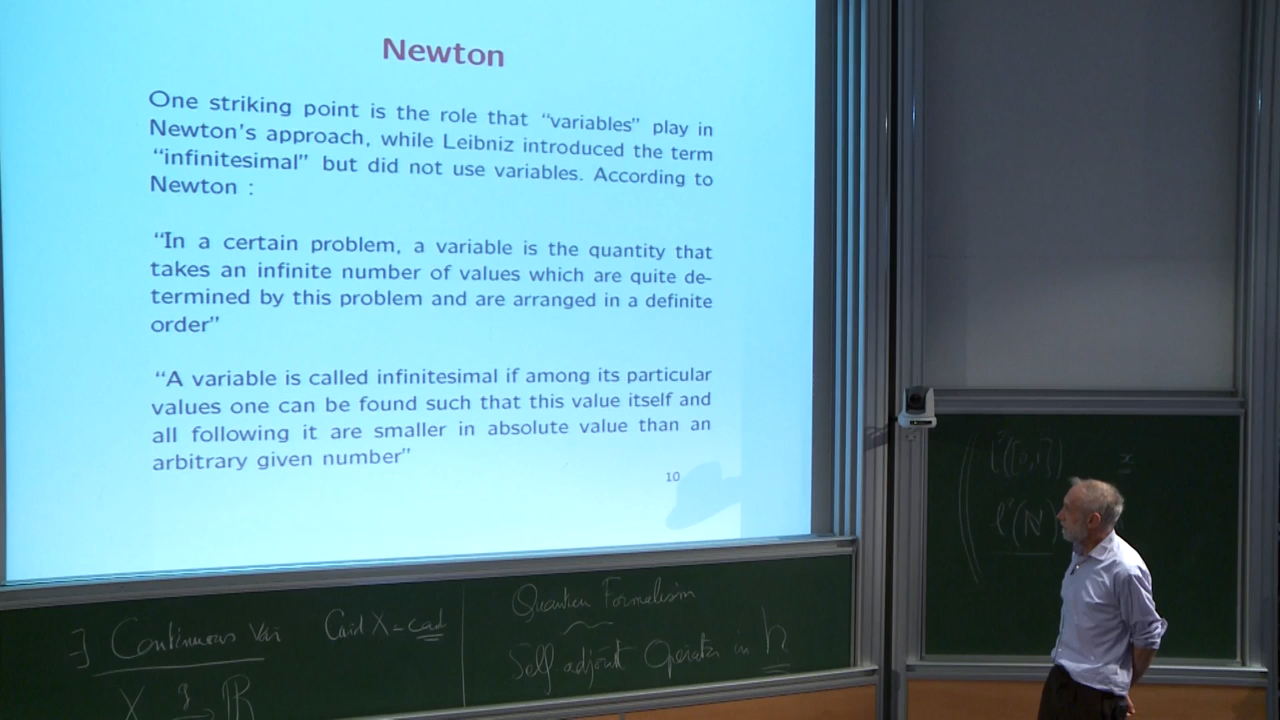 Newton
One striking point is the role that “variables” play in
Newton’s approach, while Leibniz introduced the term
“infinitesimal” but did not use variables. According to
Newton :
“In a certain problem, a variable is the quantity that
takes an infinite number of values which are quite de-
termined by this problem and are arranged in a definite
order”
“A variable is called infinitesimal if among its particular
values one can be found such that this value itself and
all following it are smaller in absolute value than an
arbitrary given number”
10
∃ Continuous Var
Card X =
X → ℝ
Quantum Formalism
Self adjoint Operator in
([0,1])
x
ℓ²(ℕ)